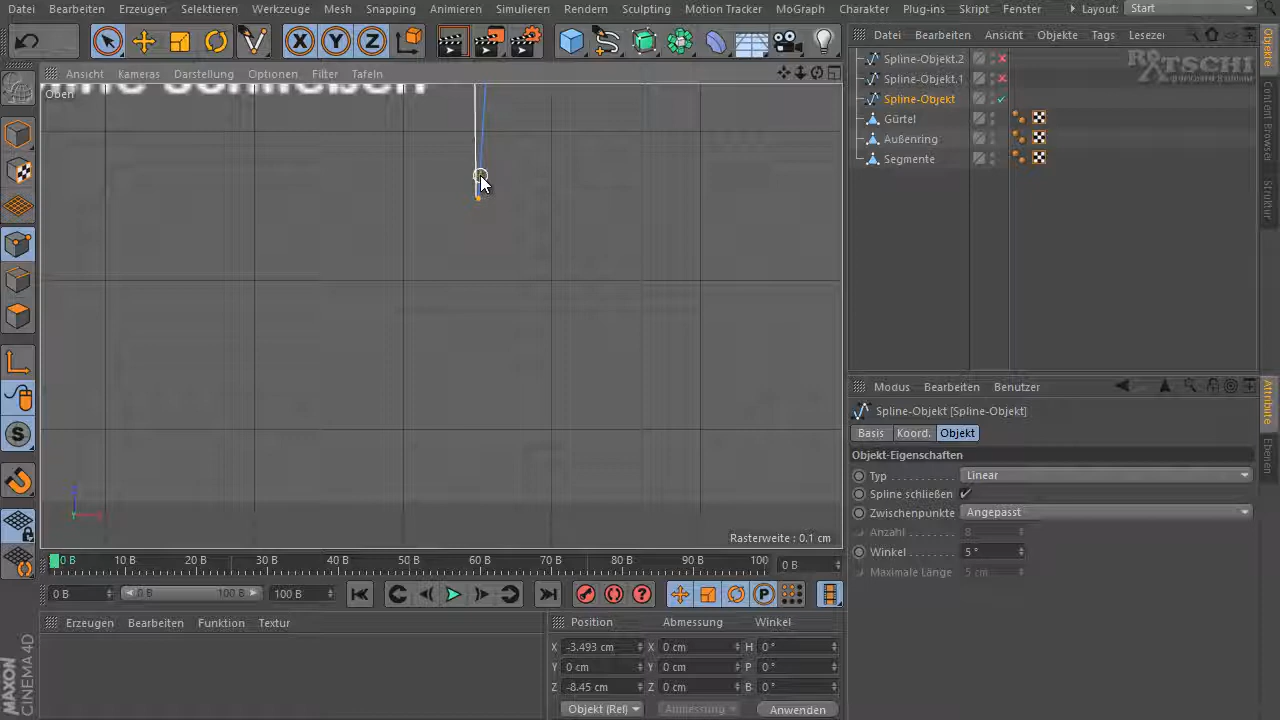 Datei Bearbeiten Erzeugen Selektieren Werkzeuge Mesh Snapping Animieren Simulieren Rendern Sculpting Motion Tracker MoGraph Charakter Plug-ins Skript Fenster Layout: Start
X Y Z
Datei Bearbeiten Ansicht Objekte Tags Lesezei
Ansicht Kameras Darstellung Optionen Filter Tafeln
Oben
Spline-Objekt.2
Spline-Objekt.1
Spline-Objekt
Gürtel
Außenring
Segmente
RATSCHI
Objekte
Content Browser
Struktur
Modus Bearbeiten Benutzer
Spline-Objekt [Spline-Objekt]
Basis Koord. Objekt
Objekt-Eigenschaften
Typ Linear
Spline schließen
Zwischenpunkte Angepasst
Anzahl 8
Winkel 5 °
Maximale Länge 5 cm
Attribute
Ebenen
Rasterweite : 0.1 cm
0 B 10 B 20 B 30 B 40 B 50 B 60 B 70 B 80 B 90 B 100 0 B
0 B 0 B 100 B 100 B
Erzeugen Bearbeiten Funktion Textur
Position Abmessung Winkel
X -3.493 cm X 0 cm H 0 °
Y 0 cm Y 0 cm P 0 °
Z -8.45 cm Z 0 cm B 0 °
Objekt (Rel) Abmessung Anwenden
MAXON
CINEMA 4D